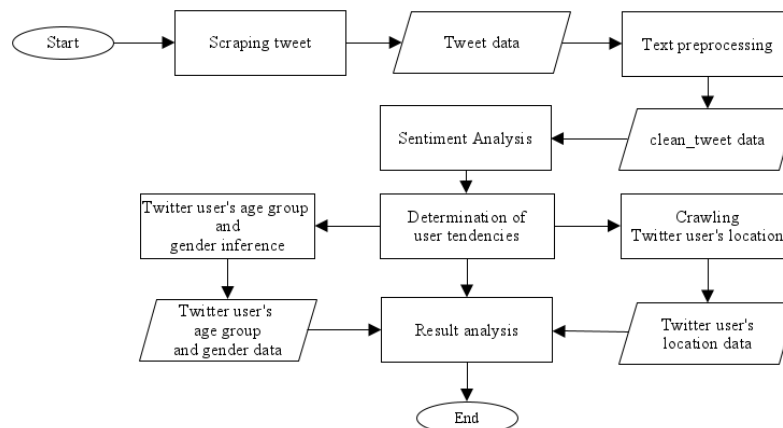 Start
Scraping tweet
Tweet data
Text preprocessing
Sentiment Analysis
clean_tweet data
Twitter user's age group
and
gender inference
Determination of
user tendencies
Crawling
Twitter user's location
Twitter user's
age group
and gender data
Result analysis
Twitter user's
location data
End